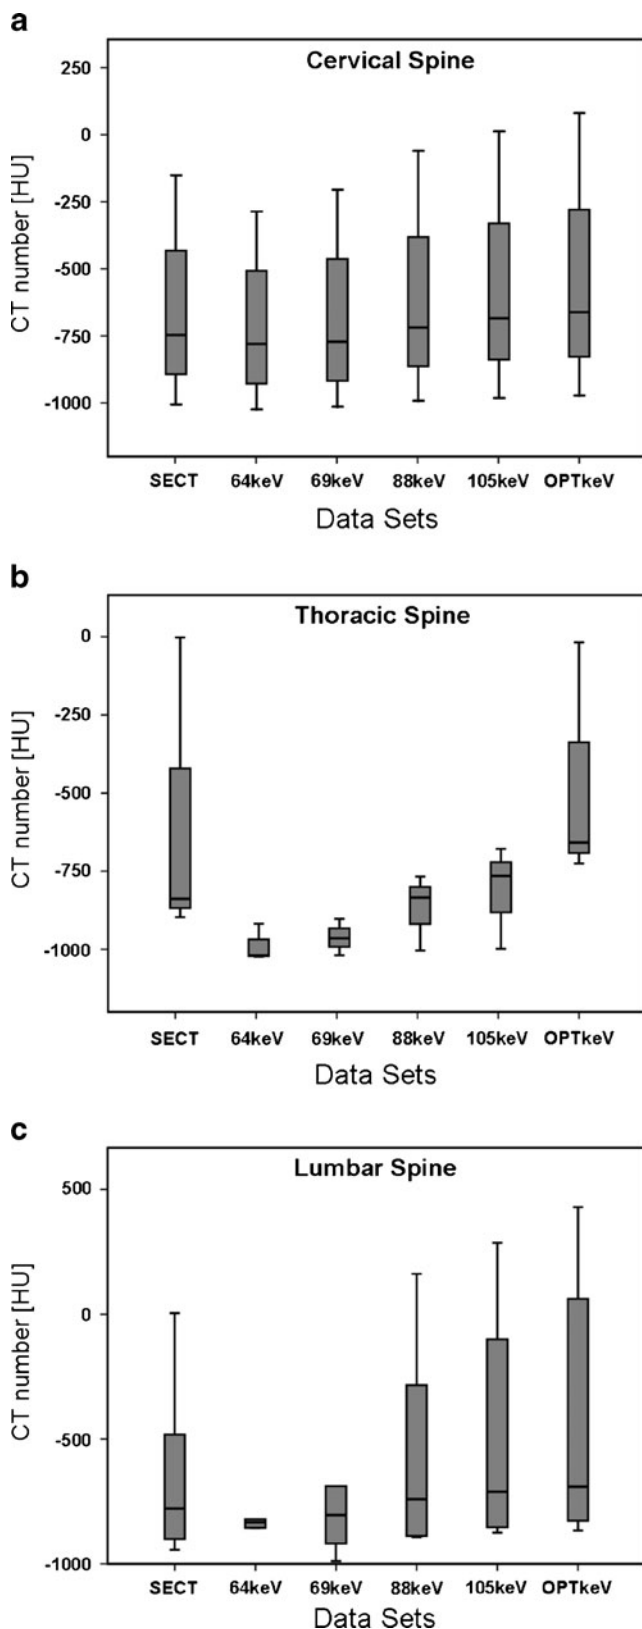 a
Cervical Spine
250
0
-250
-500
-750
-1000
CT number [HU]
SECT 64keV 69keV 88keV 105keV OPTkeV
Data Sets
b
Thoracic Spine
0
-250
-500
-750
-1000
CT number [HU]
SECT 64keV 69keV 88keV 105keV OPTkeV
Data Sets
c
Lumbar Spine
500
0
-500
-1000
CT number [HU]
SECT 64keV 69keV 88keV 105keV OPTkeV
Data Sets